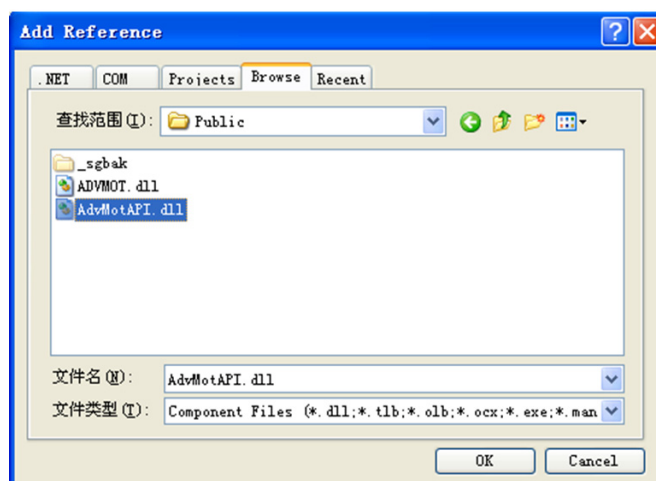 Add Reference
.NET COM Projects Browse Recent
查找范围(I): Public
_sgbak
ADVMOT.dll
AdvMotAPI.dll
文件名(N): AdvMotAPI.dll
文件类型(T): Component Files (*.dll;*.tlb;*.olb;*.ocx;*.exe;*.man
OK Cancel